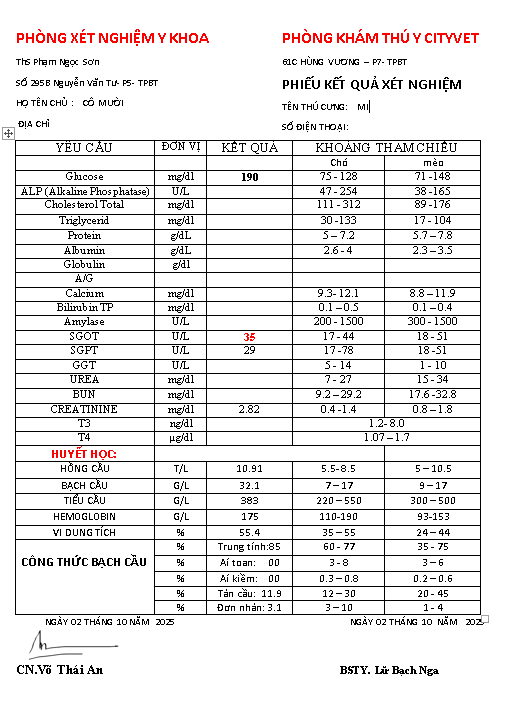 PHÒNG XÉT NGHIỆM Y KHOA PHÒNG KHÁM THÚ Y CITYVET
ThS Phạm Ngọc Sơn 61C HÙNG VƯƠNG – P7- TPBT
SỐ 295B Nguyễn Văn Tư- P5- TPBT PHIẾU KẾT QUẢ XÉT NGHIỆM
HỌ TÊN CHỦ : CÔ MƯỜI TÊN THÚ CƯNG: MI
ĐỊA CHỈ SỐ ĐIỆN THOẠI:
YÊU CẦU ĐƠN VỊ KẾT QUẢ KHOẢNG THAM CHIẾU
Chó mèo
Glucose mg/dl 190 75 - 128 71 -148
ALP (Alkaline Phosphatase) U/L 47 - 254 38 -165
Cholesterol Total mg/dl 111 - 312 89 -176
Triglycerid mg/dl 30 -133 17 - 104
Protein g/dL 5 – 7.2 5.7 – 7.8
Albumin g/dL 2.6 - 4 2.3 – 3.5
Globulin g/dl
A/G
Calcium mg/dl 9.3- 12.1 8.8 – 11.9
Bilirubin TP mg/dl 0.1 – 0.5 0.1 – 0.4
Amylase U/L 200 - 1500 300 - 1500
SGOT U/L 35 17 - 44 18 - 51
SGPT U/L 29 17 -78 18 -51
GGT U/L 5 - 14 1 - 10
UREA mg/dl 7 - 27 15 - 34
BUN mg/dl 9.2 – 29.2 17.6 -32.8
CREATININE mg/dl 2.82 0.4 -1.4 0.8 – 1.8
T3 ng/dl 1.2- 8.0
T4 µg/dl 1.07 – 1.7
HUYẾT HỌC:
HỒNG CẦU T/L 10.91 5.5-8.5 5 – 10.5
BẠCH CẦU G/L 32.1 7 – 17 9 – 17
TIỂU CẦU G/L 383 220 – 550 300 – 500
HEMOGLOBIN G/L 175 110-190 93-153
VI DUNG TÍCH % 55.4 35 – 55 24 – 44
CÔNG THỨC BẠCH CẦU % Trung tính:85 60 - 77 35 - 75
% Aí toan: 00 3 - 8 3 – 6
% Aí kiềm: 00 0.3 – 0.8 0.2 – 0.6
% Tân cầu: 11.9 12 – 30 20 - 45
% Đơn nhân: 3.1 3 – 10 1 - 4
NGÀY 02 THÁNG 10 NĂM 2025 NGÀY 02 THÁNG 10 NĂM 2025
CN.Võ Thái An BSTY. Lữ Bạch Nga